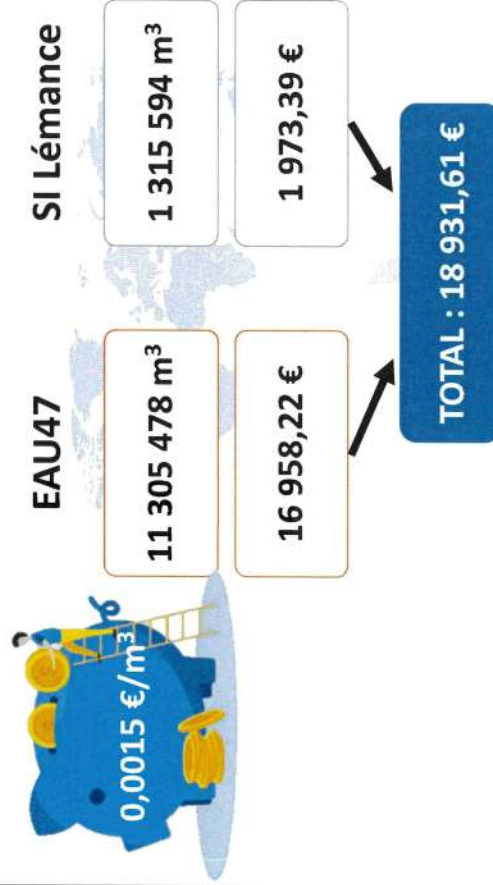 0,0015 €/m³
EAU47
11 305 478 m³
16 958,22 €
SI Lémance
1 315 594 m³
1 973,39 €
TOTAL : 18 931,61 €